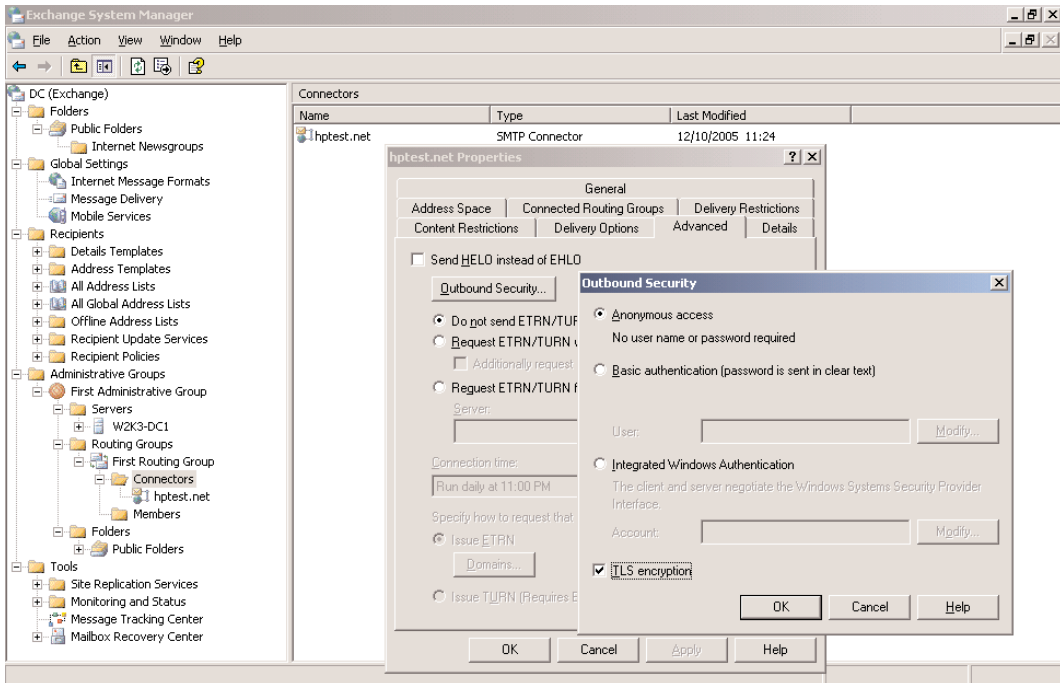 Exchange System Manager
File Action View Window Help
DC (Exchange)
Folders
Public Folders
Internet Newsgroups
Global Settings
Internet Message Formats
Message Delivery
Mobile Services
Recipients
Details Templates
Address Templates
All Address Lists
All Global Address Lists
Offline Address Lists
Recipient Update Services
Recipient Policies
Administrative Groups
First Administrative Group
Servers
W2K3-DC1
Routing Groups
First Routing Group
Connectors
hptest.net
Members
Folders
Public Folders
Tools
Site Replication Services
Monitoring and Status
Message Tracking Center
Mailbox Recovery Center
Connectors
Name Type Last Modified
hptest.net SMTP Connector 12/10/2005 11:24
hptest.net Properties
General
Address Space Connected Routing Groups Delivery Restrictions
Content Restrictions Delivery Options Advanced Details
Send HELO instead of EHLO
Outbound Security...
Do not send ETRN/TUR
Request ETRN/TURN
Additionally request
Request ETRN/TURN f
Server:
Connection time:
Run daily at 11:00 PM
Specify how to request that
Issue ETRN
Domains...
Issue TURN (Requires
OK Cancel Apply Help
Outbound Security
Anonymous access
No user name or password required
Basic authentication (password is sent in clear text)
User: Modify...
Integrated Windows Authentication
The client and server negotiate the Windows Systems Security Provider
Interface.
Account: Modify...
TLS encryption
OK Cancel Help